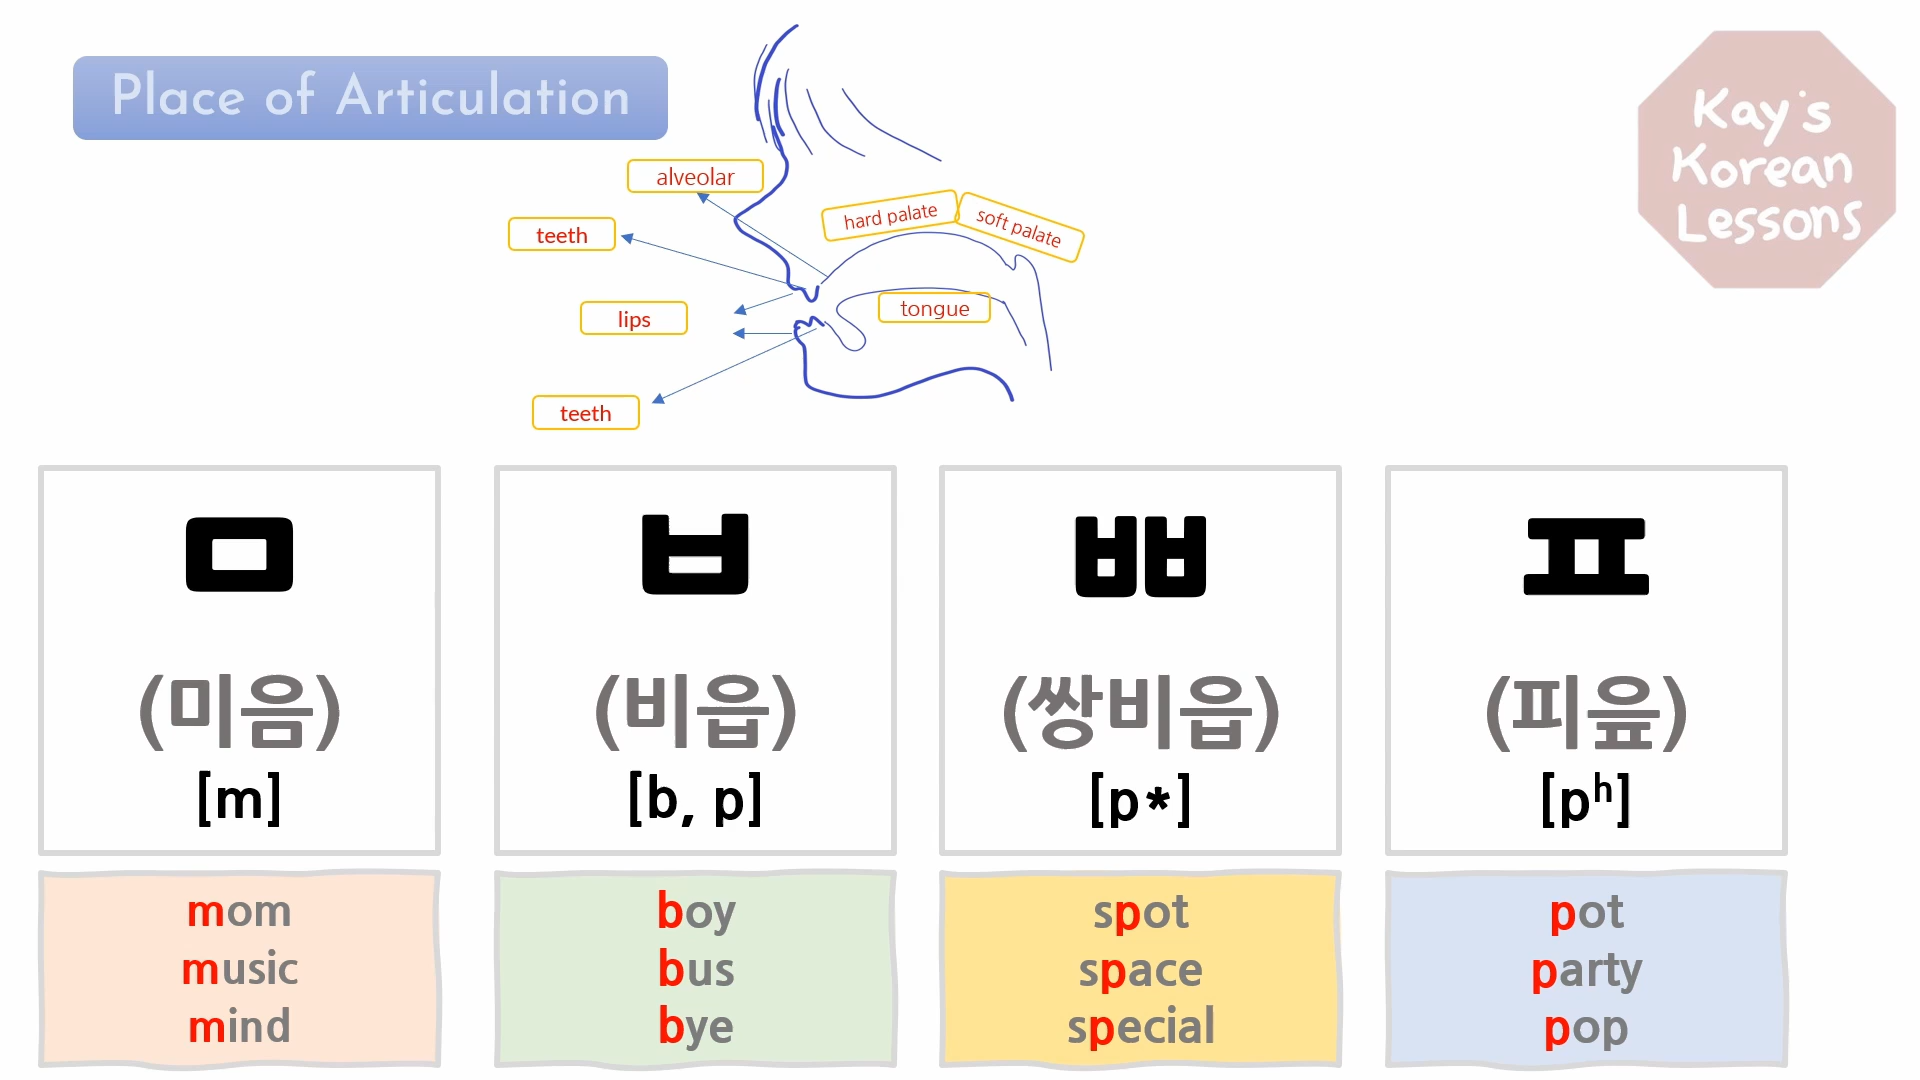 Place of Articulation
Kay's
Korean
Lessons
alveolar
teeth
hard palate
soft palate
lips
tongue
teeth
ㅁ
(미음)
[m]
mom
music
mind
ㅂ
(비읍)
[b, p]
boy
bus
bye
ㅃ
(쌍비읍)
[p*]
spot
space
special
ㅍ
(피읖)
[pʰ]
pot
party
pop